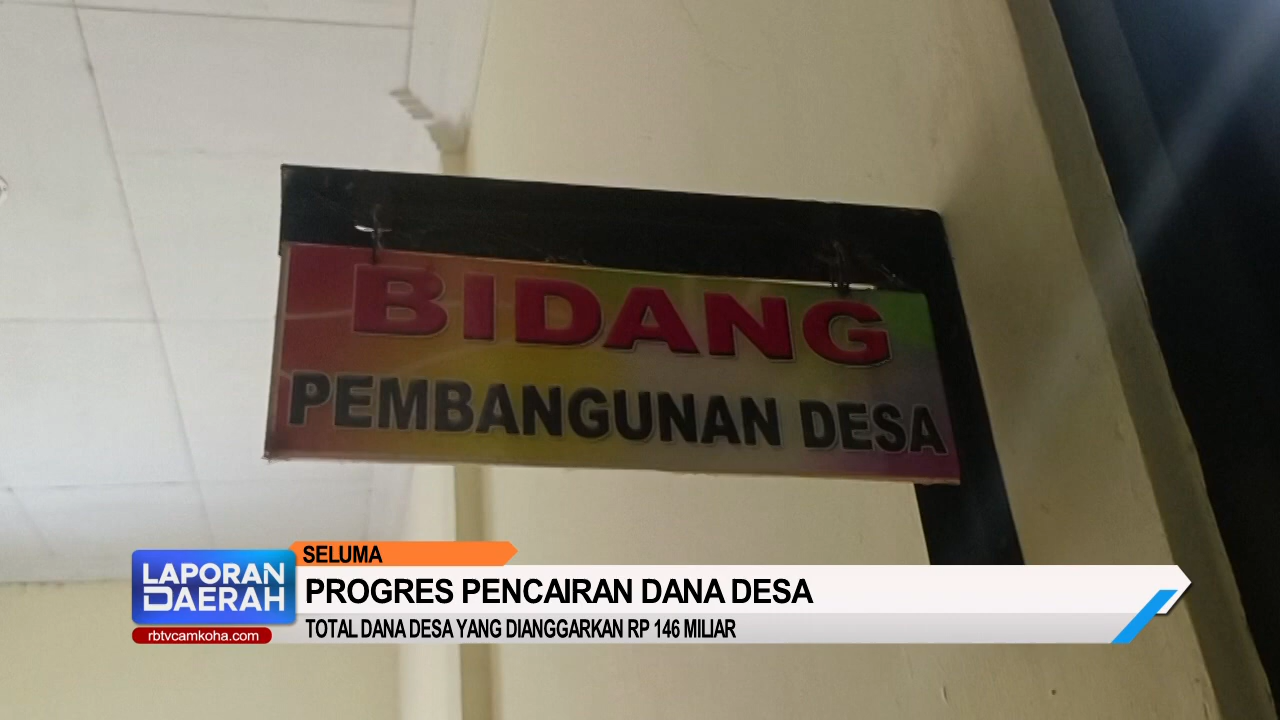 BIDANG
PEMBANGUNAN DESA
SELUMA
LAPORAN
DAERAH
PROGRES PENCAIRAN DANA DESA
TOTAL DANA DESA YANG DIANGGARKAN RP 146 MILIAR
rbtvcamkoha.com